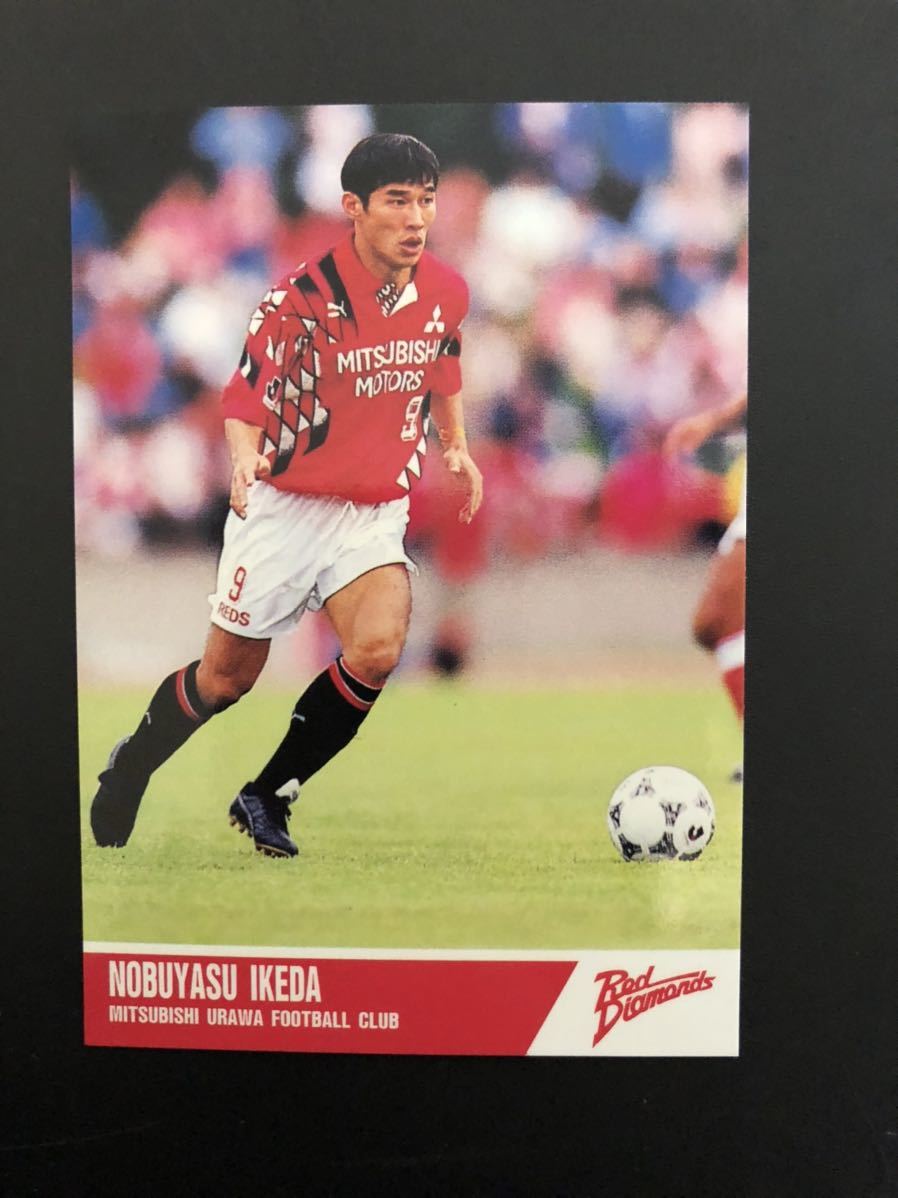 MITSUBISHI
MOTORS
9
9
REDS
NOBUYASU IKEDA
MITSUBISHI URAWA FOOTBALL CLUB
Red
Diamonds